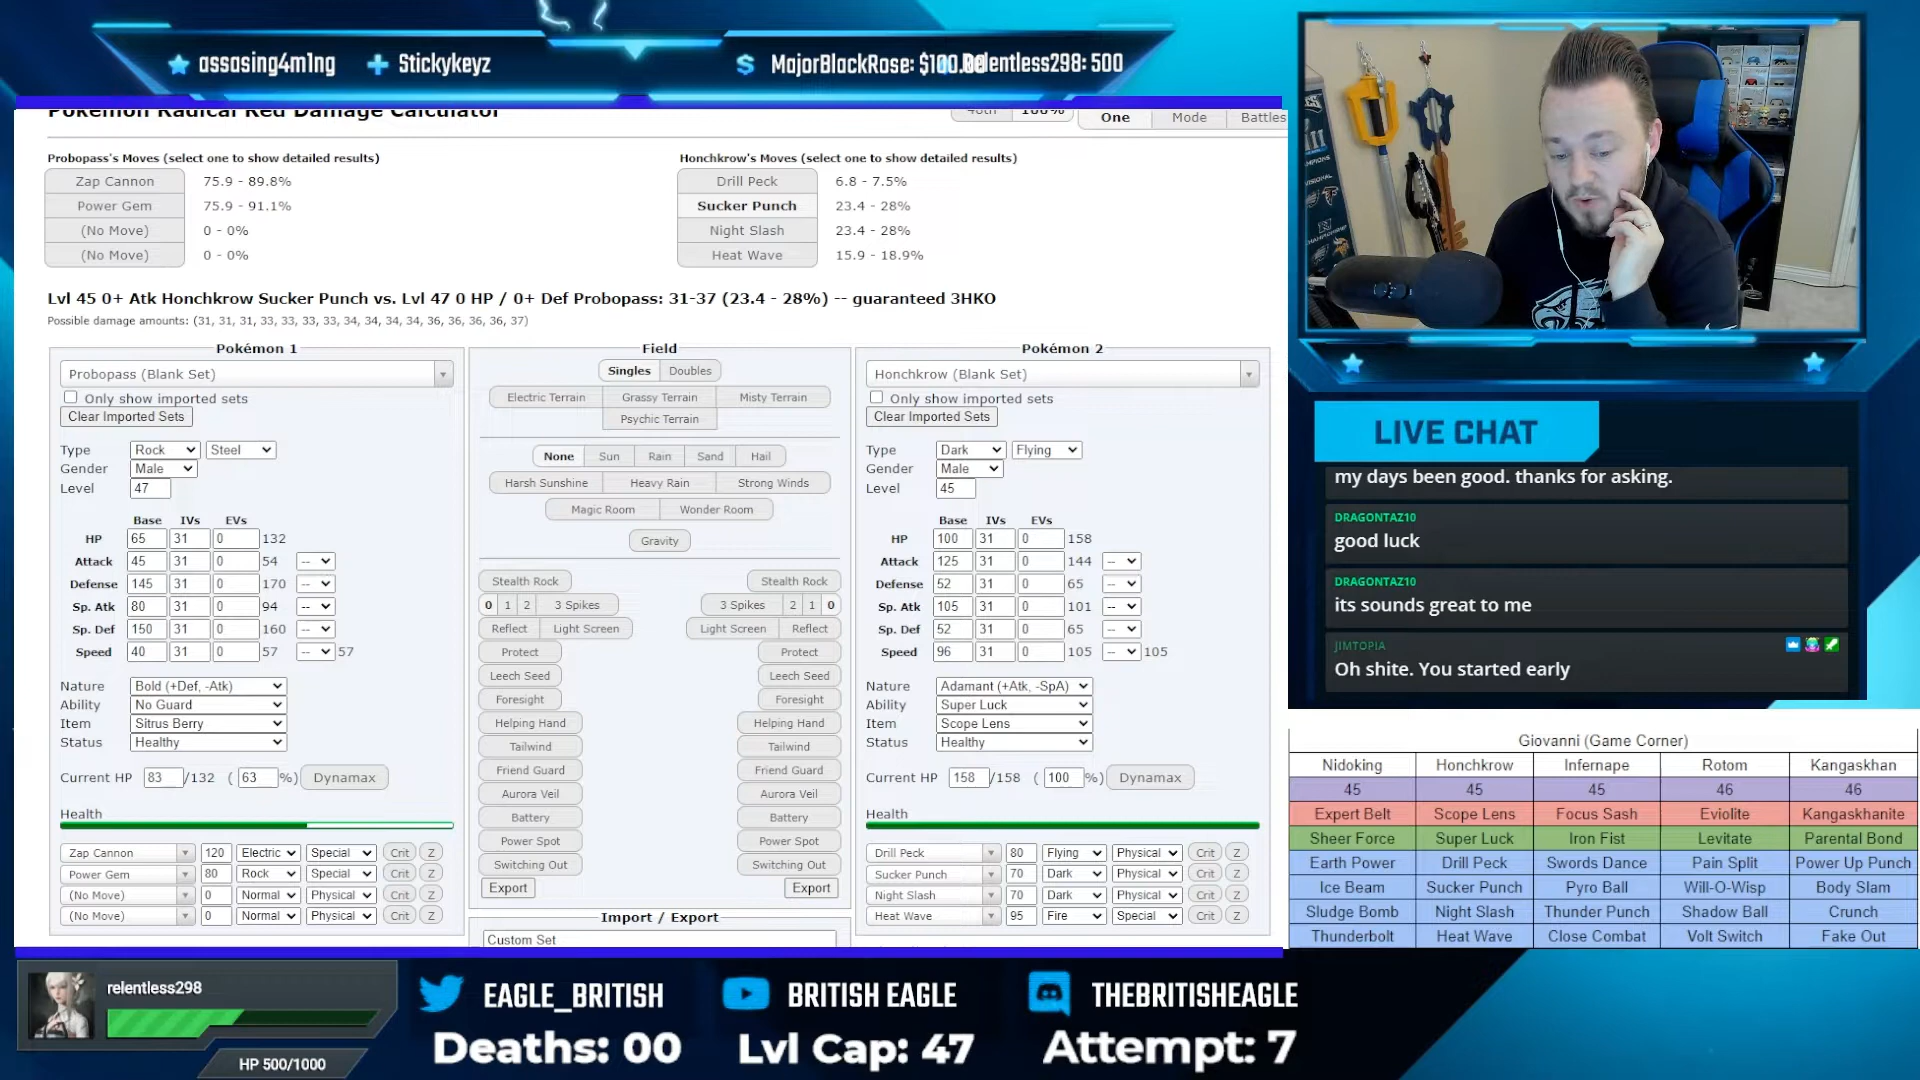 assasing4m1ng
Stickykeyz
MajorBlackRose: $100.
Relentless298: 500
Pokémon Radical Red Damage Calculator
100%
One Mode Battles
Probopass's Moves (select one to show detailed results)
Zap Cannon 75.9 - 89.8%
Power Gem 75.9 - 91.1%
(No Move) 0 - 0%
(No Move) 0 - 0%
Honchkrow's Moves (select one to show detailed results)
Drill Peck 6.8 - 7.5%
Sucker Punch 23.4 - 28%
Night Slash 23.4 - 28%
Heat Wave 15.9 - 18.9%
Lvl 45 0+ Atk Honchkrow Sucker Punch vs. Lvl 47 0 HP / 0+ Def Probopass: 31-37 (23.4 - 28%) -- guaranteed 3HKO
Possible damage amounts: (31, 31, 31, 33, 33, 33, 33, 34, 34, 34, 34, 36, 36, 36, 36, 37)
Pokémon 1
Probopass (Blank Set)
Only show imported sets
Clear Imported Sets
Type Rock Steel
Gender Male
Level 47
Base IVs EVs
HP 65 31 0 132
Attack 45 31 0 54 --
Defense 145 31 0 170 --
Sp. Atk 80 31 0 94 --
Sp. Def 150 31 0 160 --
Speed 40 31 0 57 -- 57
Nature Bold (+Def, -Atk)
Ability No Guard
Item Sitrus Berry
Status Healthy
Current HP 83 /132 ( 63 %) Dynamax
Health
Zap Cannon 120 Electric Special Crit Z
Power Gem 80 Rock Special Crit Z
(No Move) 0 Normal Physical Crit Z
(No Move) 0 Normal Physical Crit Z
Field
Singles Doubles
Electric Terrain Grassy Terrain Misty Terrain
Psychic Terrain
None Sun Rain Sand Hail
Harsh Sunshine Heavy Rain Strong Winds
Magic Room Wonder Room
Gravity
Stealth Rock Stealth Rock
0 1 2 3 Spikes 3 Spikes 2 1 0
Reflect Light Screen Light Screen Reflect
Protect Protect
Leech Seed Leech Seed
Foresight Foresight
Helping Hand Helping Hand
Tailwind Tailwind
Friend Guard Friend Guard
Aurora Veil Aurora Veil
Battery Battery
Power Spot Power Spot
Switching Out Switching Out
Export Export
Import / Export
Custom Set
Pokémon 2
Honchkrow (Blank Set)
Only show imported sets
Clear Imported Sets
Type Dark Flying
Gender Male
Level 45
Base IVs EVs
HP 100 31 0 158
Attack 125 31 0 144 --
Defense 52 31 0 65 --
Sp. Atk 105 31 0 101 --
Sp. Def 52 31 0 65 --
Speed 96 31 0 105 -- 105
Nature Adamant (+Atk, -SpA)
Ability Super Luck
Item Scope Lens
Status Healthy
Current HP 158 /158 ( 100 %) Dynamax
Health
Drill Peck 80 Flying Physical Crit Z
Sucker Punch 70 Dark Physical Crit Z
Night Slash 70 Dark Physical Crit Z
Heat Wave 95 Fire Special Crit Z
LIVE CHAT
my days been good. thanks for asking.
DRAGONTAZ10
good luck
DRAGONTAZ10
its sounds great to me
JIMTOPIA
Oh shite. You started early
Giovanni (Game Corner)
Nidoking Honchkrow Infernape Rotom Kangaskhan
45 45 45 46 46
Expert Belt Scope Lens Focus Sash Eviolite Kangaskhanite
Sheer Force Super Luck Iron Fist Levitate Parental Bond
Earth Power Drill Peck Swords Dance Pain Split Power Up Punch
Ice Beam Sucker Punch Pyro Ball Will-O-Wisp Body Slam
Sludge Bomb Night Slash Thunder Punch Shadow Ball Crunch
Thunderbolt Heat Wave Close Combat Volt Switch Fake Out
relentless298
HP 500/1000
EAGLE_BRITISH
BRITISH EAGLE
THEBRITISHEAGLE
Deaths: 00
Lvl Cap: 47
Attempt: 7